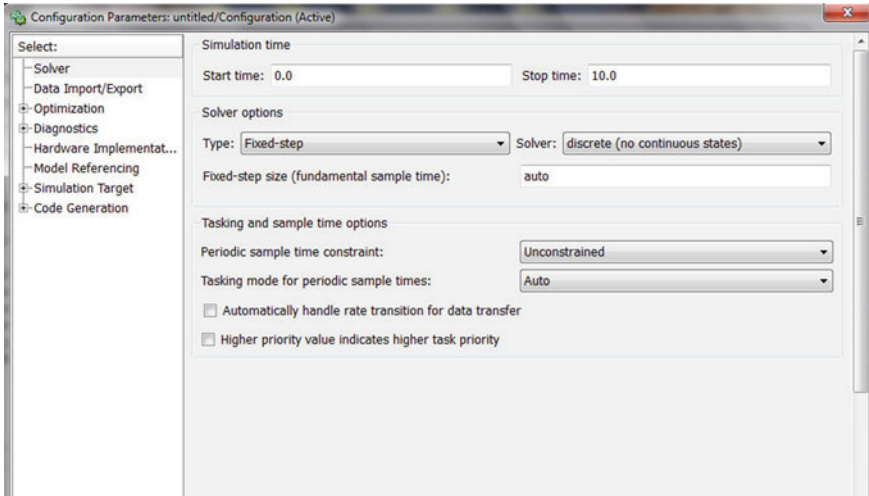 Configuration Parameters: untitled/Configuration (Active)
Select:
Solver
Data Import/Export
Optimization
Diagnostics
Hardware Implementat...
Model Referencing
Simulation Target
Code Generation
Simulation time
Start time: 0.0 Stop time: 10.0
Solver options
Type: Fixed-step Solver: discrete (no continuous states)
Fixed-step size (fundamental sample time): auto
Tasking and sample time options
Periodic sample time constraint: Unconstrained
Tasking mode for periodic sample times: Auto
Automatically handle rate transition for data transfer
Higher priority value indicates higher task priority